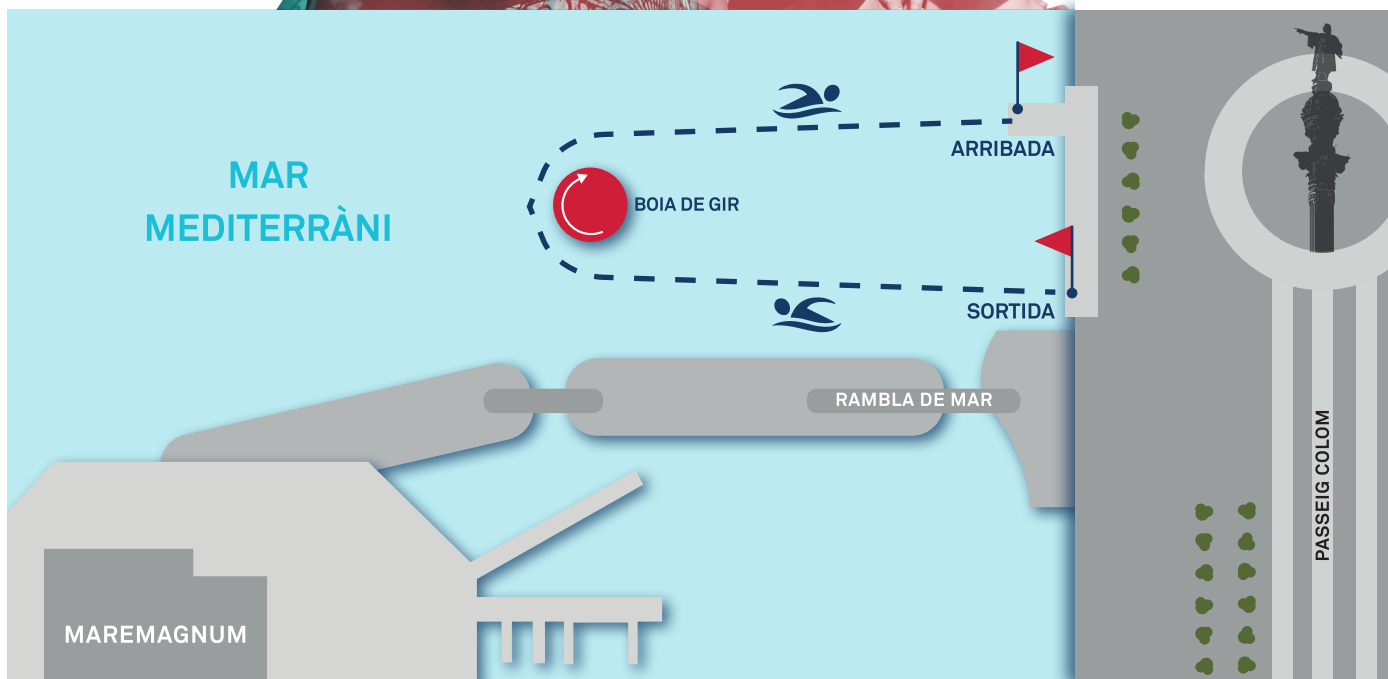 ARRIBADA
MAR
MEDITERRÀNI
BOIA DE GIR
SORTIDA
RAMBLA DE MAR
PASSEIG COLOM
MAREMAGNUM